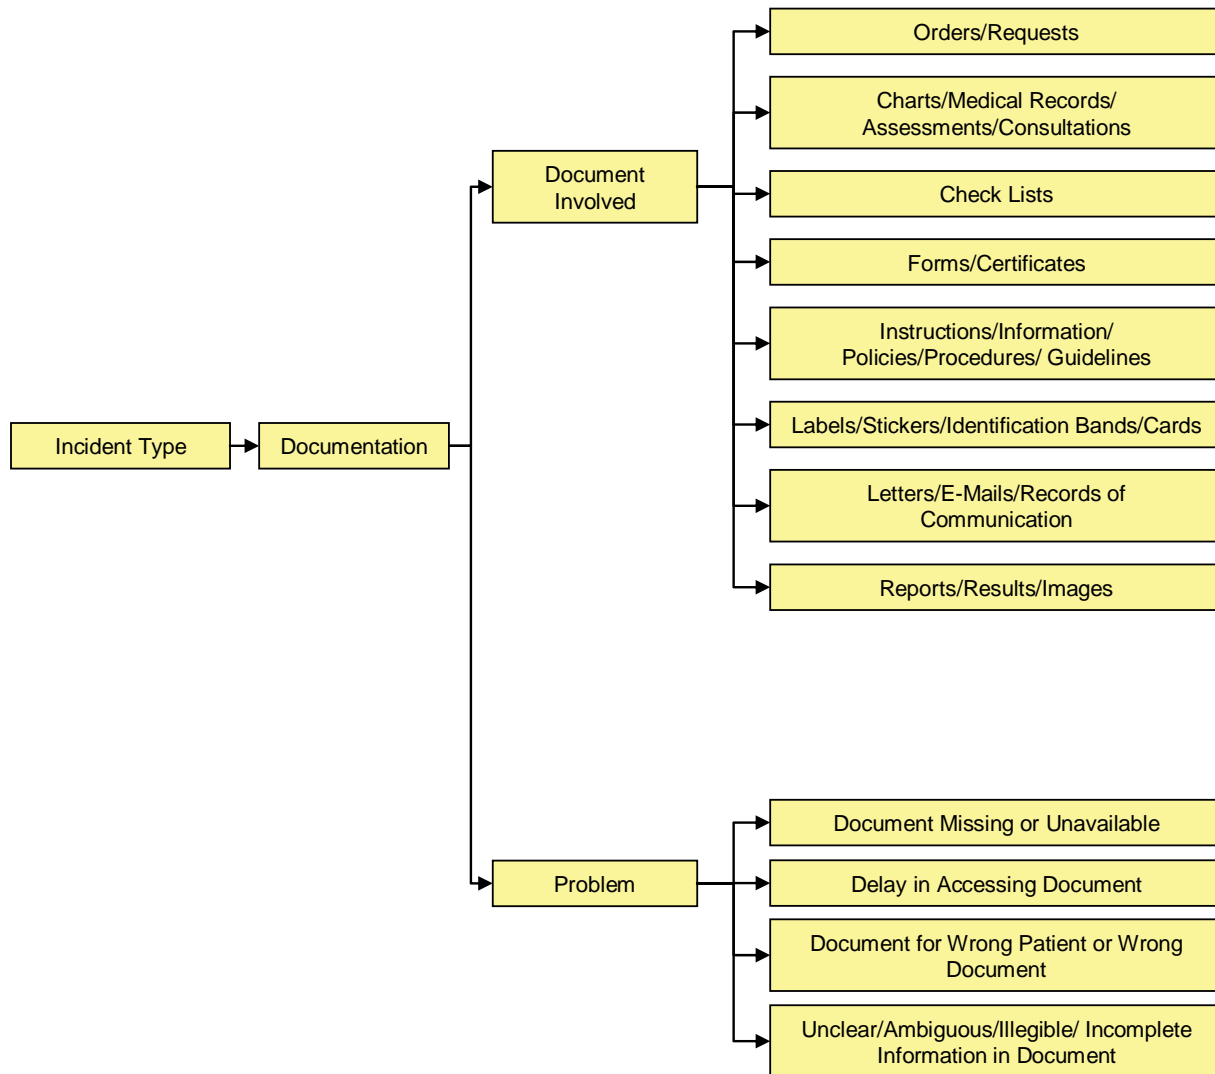 Orders/Requests
Charts/Medical Records/
Assessments/Consultations
Document
Involved
Check Lists
Forms/Certificates
Instructions/Information/
Policies/Procedures/ Guidelines
Labels/Stickers/Identification Bands/Cards
Incident Type
Documentation
Letters/E-Mails/Records of
Communication
Reports/Results/Images
Document Missing or Unavailable
Problem
Delay in Accessing Document
Document for Wrong Patient or Wrong
Document
Unclear/Ambiguous/Illegible/ Incomplete
Information in Document